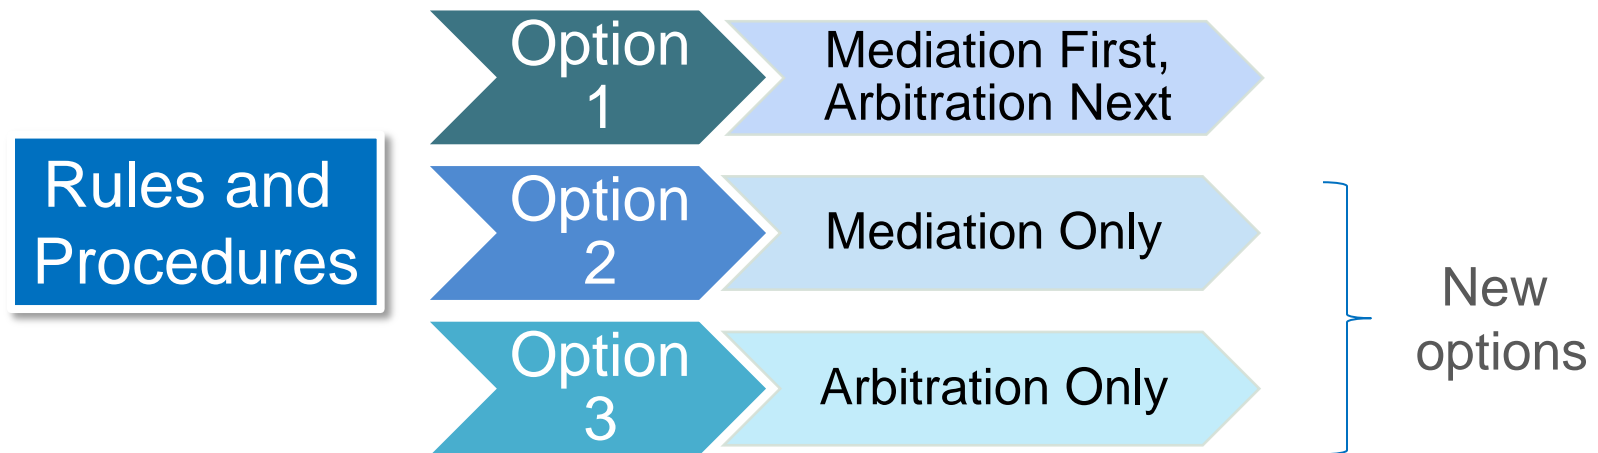 Rules and
Procedures
Option
1
Mediation First,
Arbitration Next
Option
2
Mediation Only
Option
3
Arbitration Only
New
options